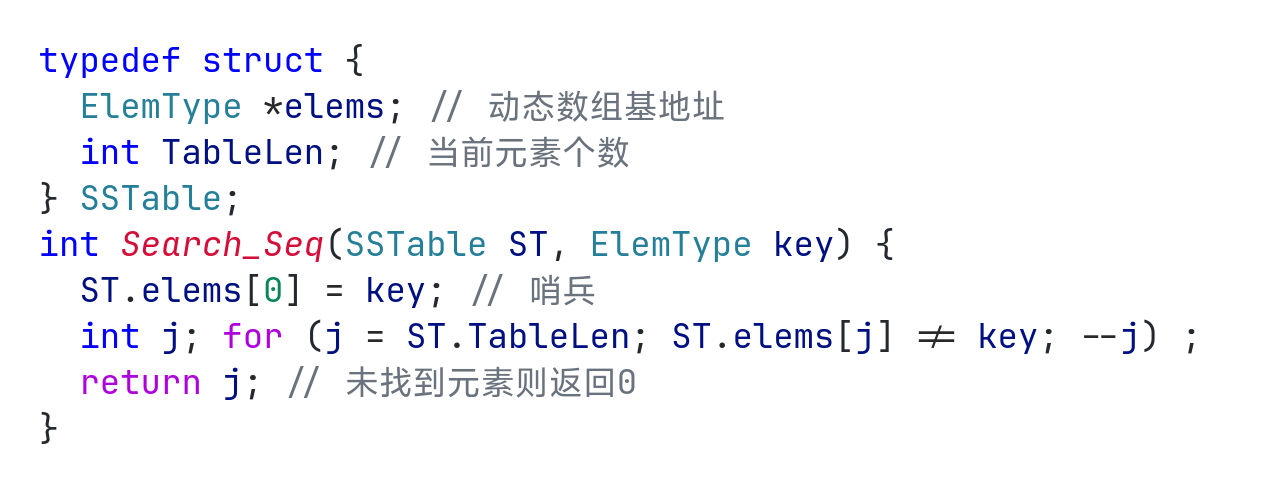 typedef struct {
  ElemType *elems; // 动态数组基地址
  int TableLen; // 当前元素个数
} SSTable;
int Search_Seq(SSTable ST, ElemType key) {
  ST.elems[0] = key; // 哨兵
  int j; for (j = ST.TableLen; ST.elems[j] != key; --j) ;
  return j; // 未找到元素则返回0
}